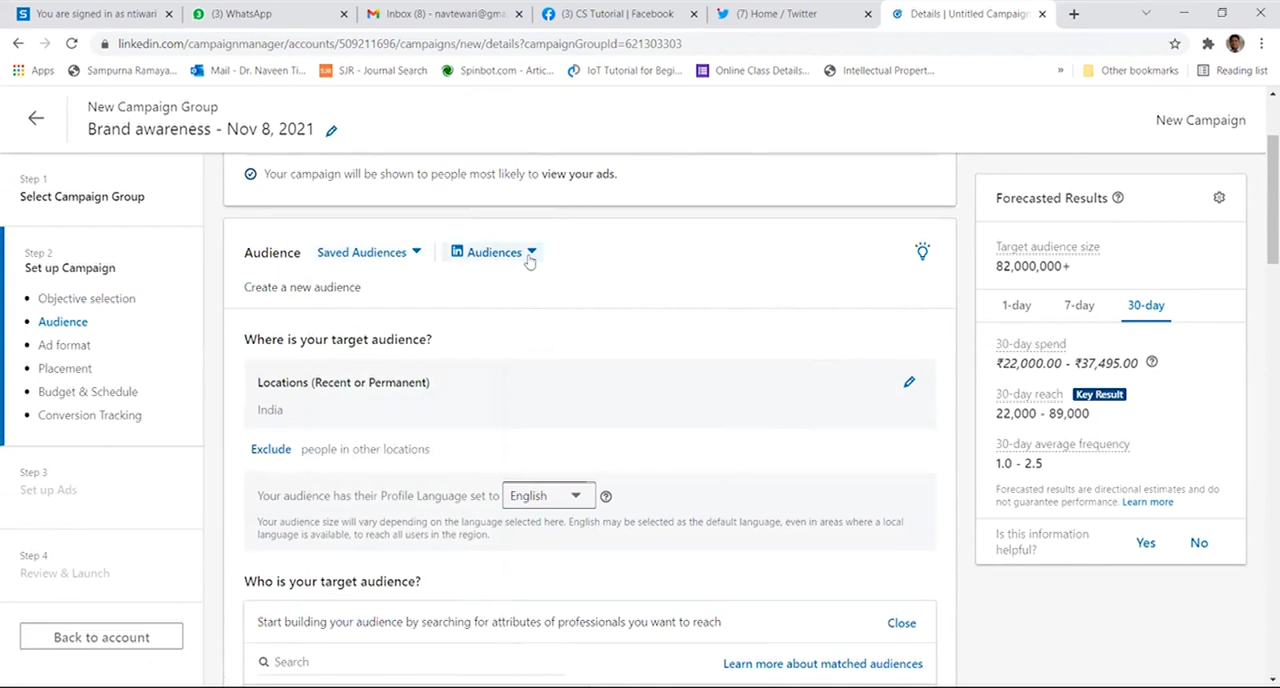 You are signed in as ntiwari
(3) WhatsApp
Inbox (8) - navtewari@gma
(3) CS Tutorial | Facebook
(7) Home / Twitter
Details | Untitled Campaign
linkedin.com/campaignmanager/accounts/509211696/campaigns/new/details?campaignGroupId=621303303
Apps
Sampurna Ramaya...
Mail - Dr. Naveen Ti...
SJR - Journal Search
Spinbot.com - Artic...
IoT Tutorial for Begi...
Online Class Details...
Intellectual Propert...
»
Other bookmarks
Reading list
New Campaign Group
Brand awareness - Nov 8, 2021
New Campaign
Step 1
Select Campaign Group
Step 2
Set up Campaign
Objective selection
Audience
Ad format
Placement
Budget & Schedule
Conversion Tracking
Step 3
Set up Ads
Step 4
Review & Launch
Back to account
Your campaign will be shown to people most likely to view your ads.
Audience Saved Audiences in Audiences
Create a new audience
Where is your target audience?
Locations (Recent or Permanent)
India
Exclude people in other locations
Your audience has their Profile Language set to English
Your audience size will vary depending on the language selected here. English may be selected as the default language, even in areas where a local
language is available, to reach all users in the region.
Who is your target audience?
Start building your audience by searching for attributes of professionals you want to reach
Close
Search
Learn more about matched audiences
Forecasted Results
Target audience size
82,000,000+
1-day 7-day 30-day
30-day spend
₹22,000.00 - ₹37,495.00
30-day reach Key Result
22,000 - 89,000
30-day average frequency
1.0 - 2.5
Forecasted results are directional estimates and do
not guarantee performance. Learn more
Is this information
helpful?
Yes No